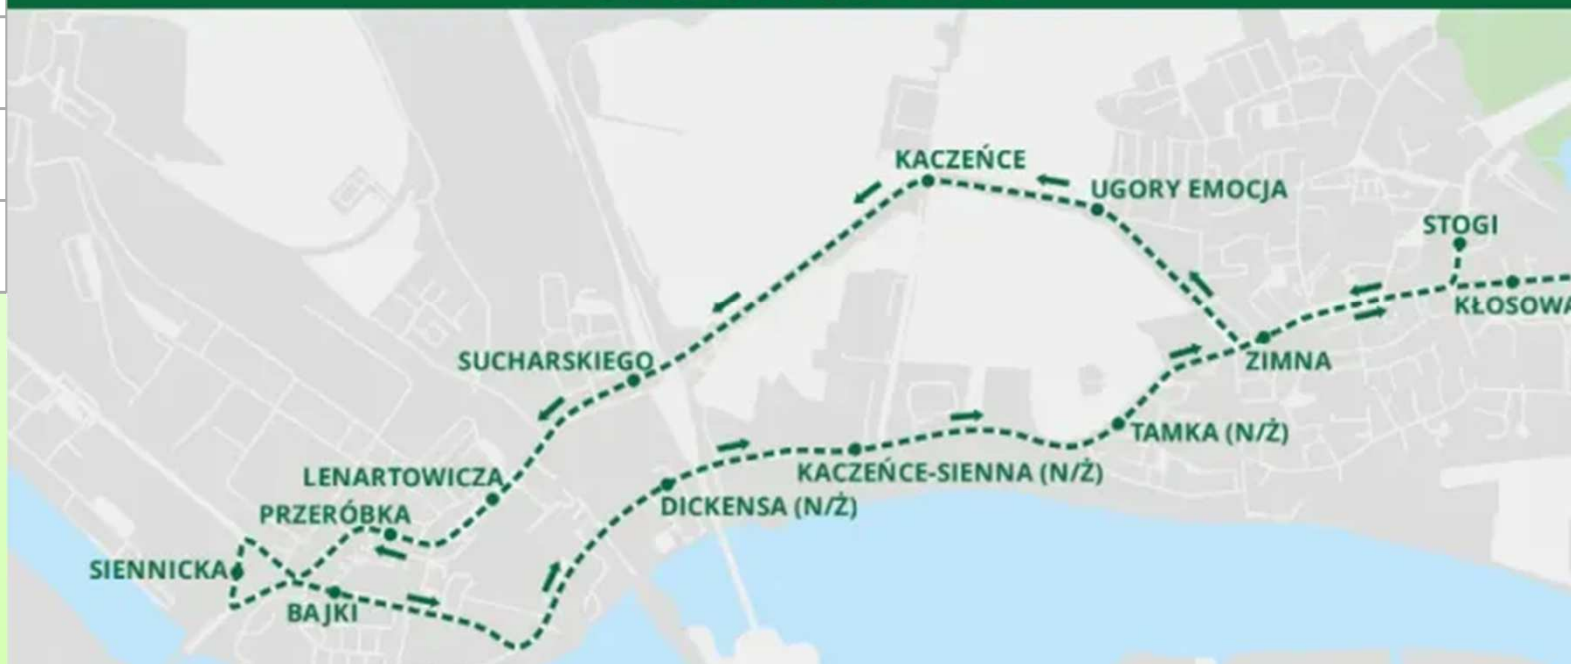 KACZEŃCE
UGORY EMOCJA
STOGI
KŁOSOWA
SUCHARSKIEGO
ZIMNA
TAMKA (N/Ż)
LENARTOWICZA
KACZEŃCE-SIENNA (N/Ż)
PRZERÓBKA
DICKENSA (N/Ż)
SIENNICKA
BAJKI